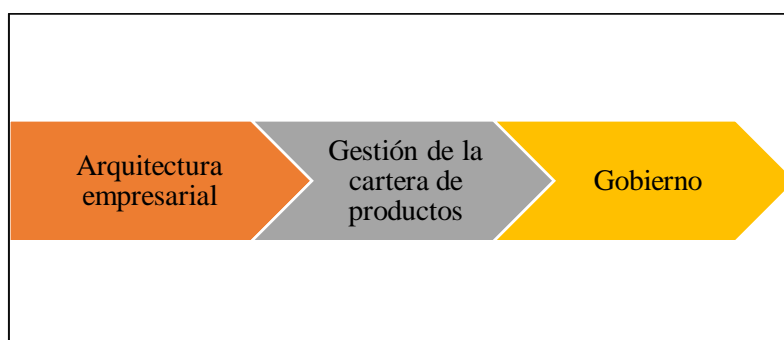 Arquitectura
empresarial
Gestión de la
cartera de
productos
Gobierno